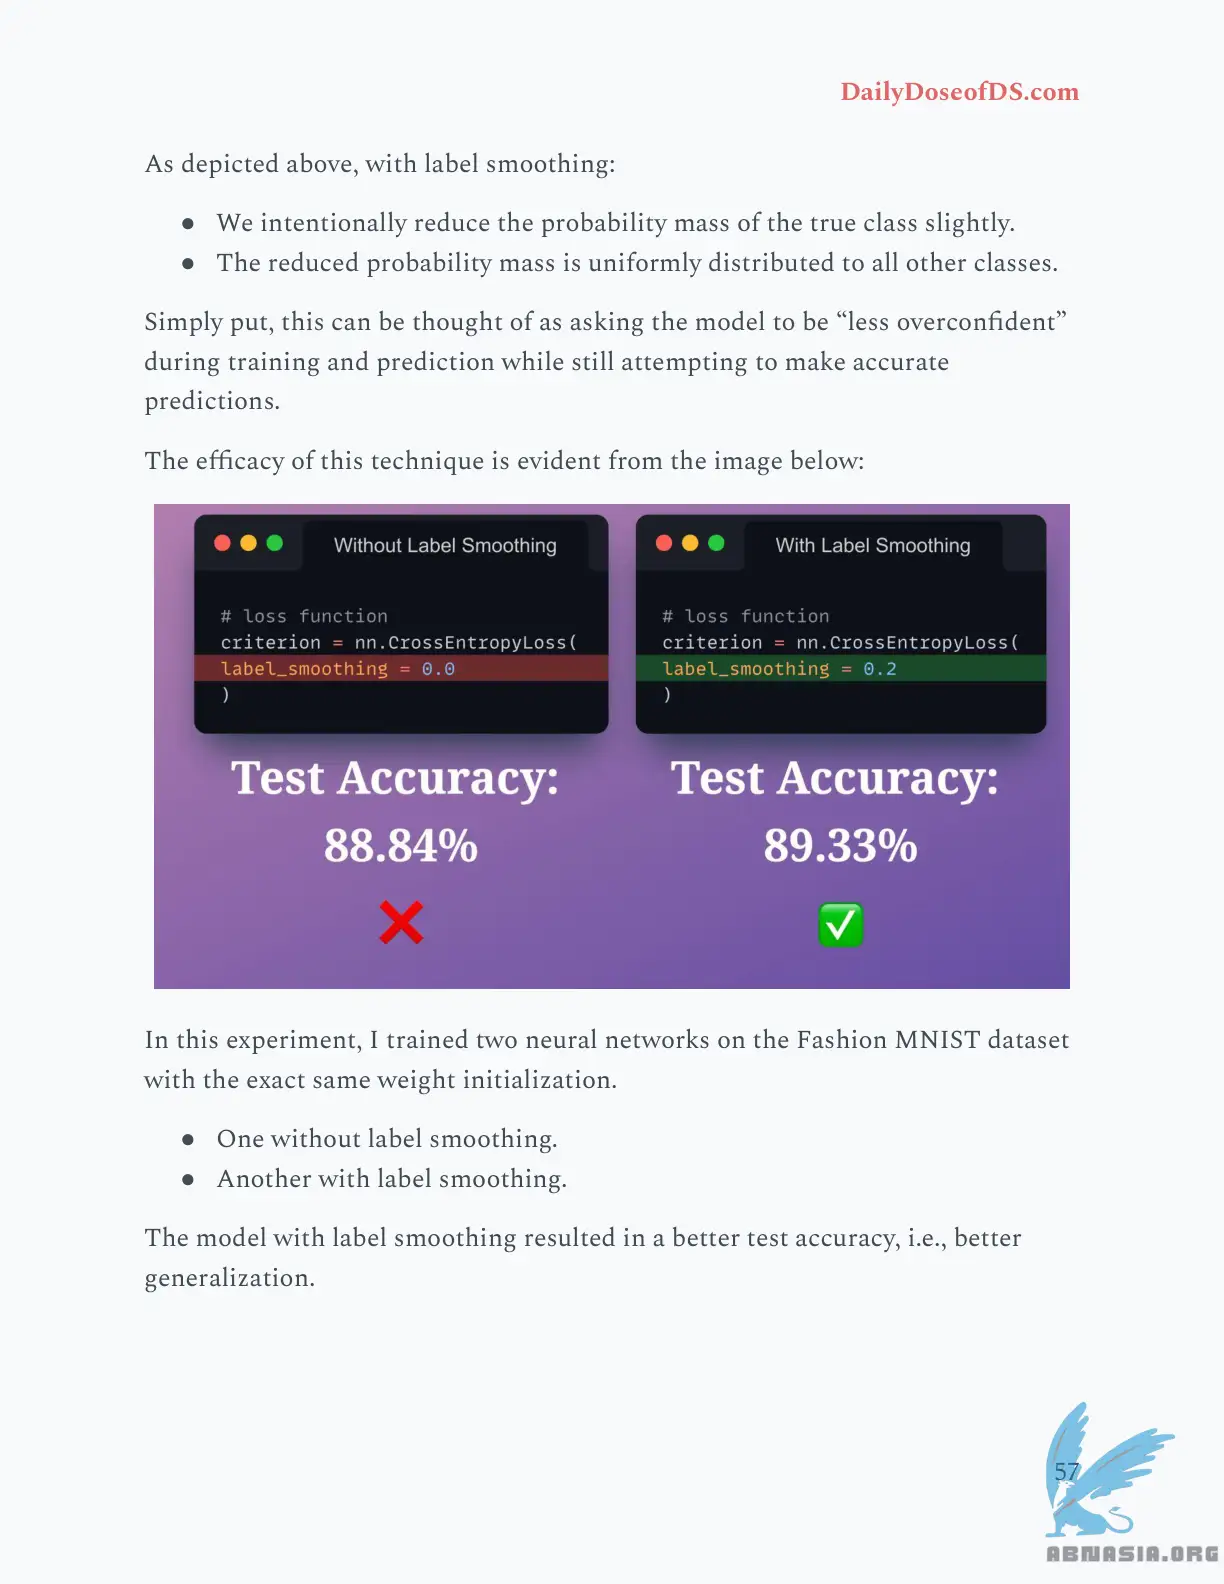 DailyDoseofDS.com
As depicted above, with label smoothing:
● We intentionally reduce the probability mass of the true class slightly.
● The reduced probability mass is uniformly distributed to all other classes.
Simply put, this can be thought of as asking the model to be “less overconfident”
during training and prediction while still attempting to make accurate
predictions.
The efficacy of this technique is evident from the image below:
Without Label Smoothing
# loss function
criterion = nn.CrossEntropyLoss(
label_smoothing = 0.0
)
Test Accuracy:
88.84%
With Label Smoothing
# loss function
criterion = nn.CrossEntropyLoss(
label_smoothing = 0.2
)
Test Accuracy:
89.33%
In this experiment, I trained two neural networks on the Fashion MNIST dataset
with the exact same weight initialization.
● One without label smoothing.
● Another with label smoothing.
The model with label smoothing resulted in a better test accuracy, i.e., better
generalization.
57
ABNASIA.ORG